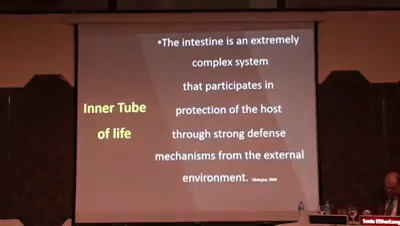 Inner Tube
of life
•The intestine is an extremely
complex system
that participates in
protection of the host
through strong defense
mechanisms from the external
environment.